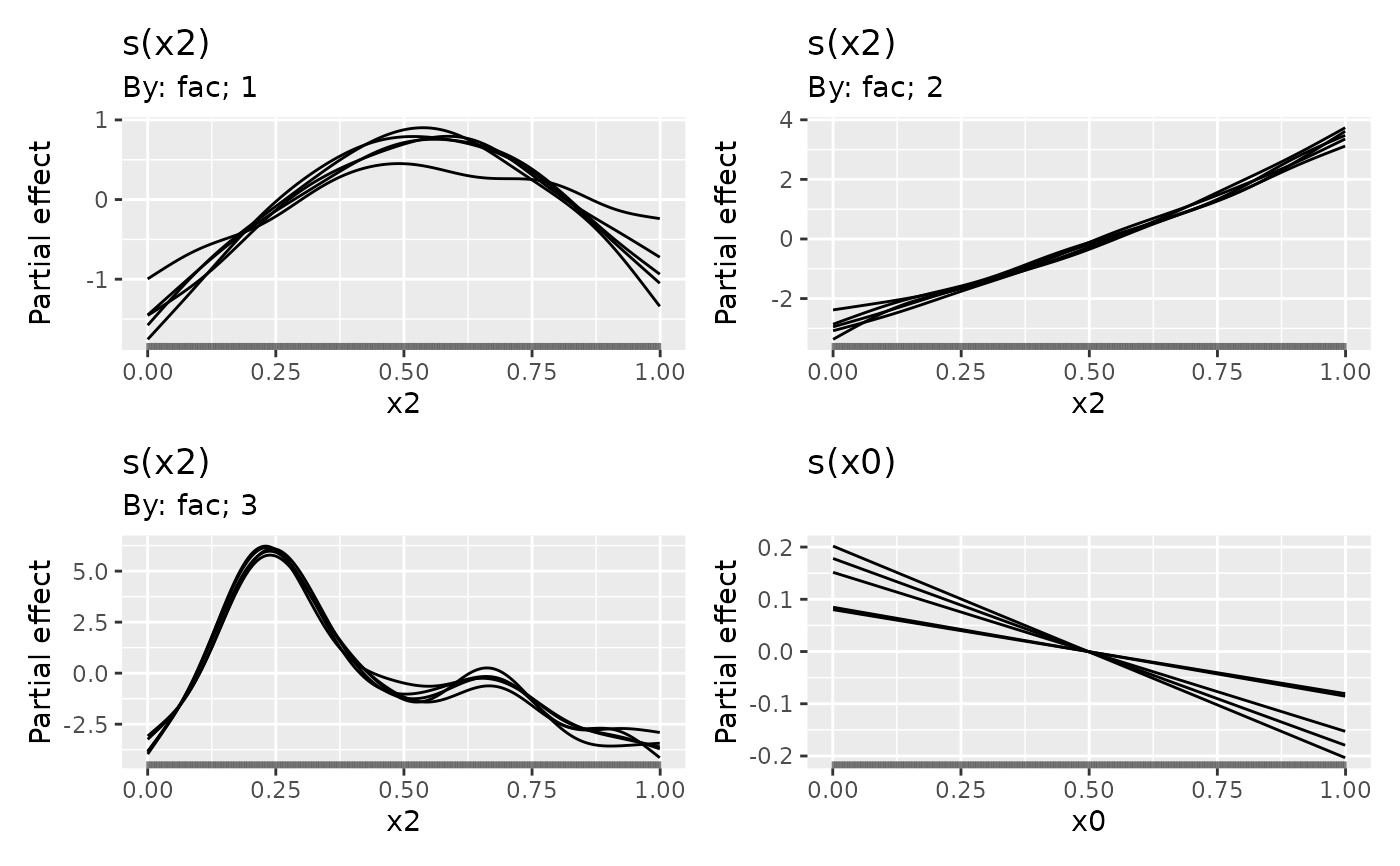 s(x2)
By: fac; 1
Partial effect
1
0
-1
0.00 0.25 0.50 0.75 1.00
x2
s(x2)
By: fac; 2
Partial effect
4
2
0
-2
0.00 0.25 0.50 0.75 1.00
x2
s(x2)
By: fac; 3
Partial effect
5.0
2.5
0.0
-2.5
0.00 0.25 0.50 0.75 1.00
x2
s(x0)
Partial effect
0.2
0.1
0.0
-0.1
-0.2
0.00 0.25 0.50 0.75 1.00
x0